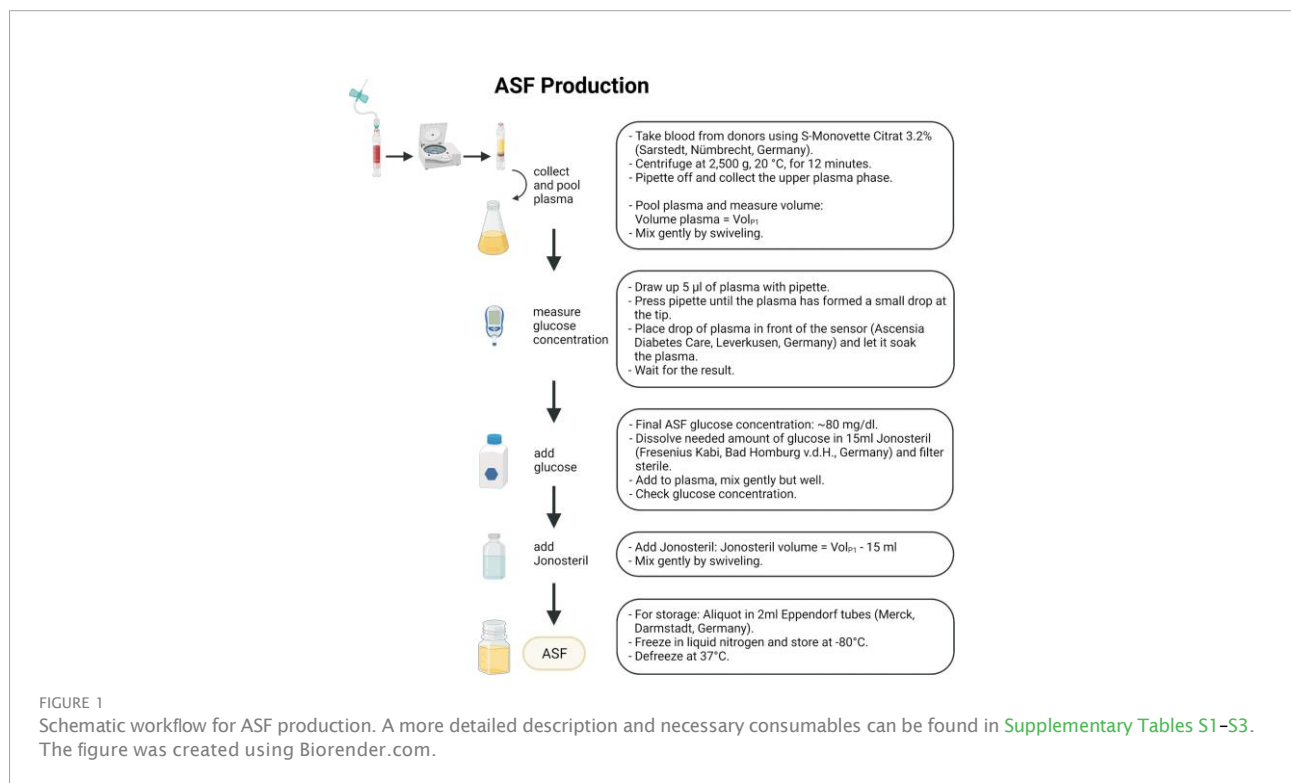 ASF Production
collect
and pool
plasma
- Take blood from donors using S-Monovette Citrat 3.2%
(Sarstedt, Nümbrecht, Germany).
- Centrifuge at 2,500 g, 20 °C, for 12 minutes.
- Pipette off and collect the upper plasma phase.
- Pool plasma and measure volume:
Volume plasma = VolP1
- Mix gently by swiveling.
measure
glucose
concentration
- Draw up 5 µl of plasma with pipette.
- Press pipette until the plasma has formed a small drop at
the tip.
- Place drop of plasma in front of the sensor (Ascensia
Diabetes Care, Leverkusen, Germany) and let it soak
the plasma.
- Wait for the result.
add
glucose
- Final ASF glucose concentration: ~80 mg/dl.
- Dissolve needed amount of glucose in 15ml Jonosteril
(Fresenius Kabi, Bad Homburg v.d.H., Germany) and filter
sterile.
- Add to plasma, mix gently but well.
- Check glucose concentration.
add
Jonosteril
- Add Jonosteril: Jonosteril volume = VolP1 - 15 ml
- Mix gently by swiveling.
ASF
- For storage: Aliquot in 2ml Eppendorf tubes (Merck,
Darmstadt, Germany).
- Freeze in liquid nitrogen and store at -80°C.
- Defreeze at 37°C.
FIGURE 1
Schematic workflow for ASF production. A more detailed description and necessary consumables can be found in Supplementary Tables S1–S3.
The figure was created using Biorender.com.